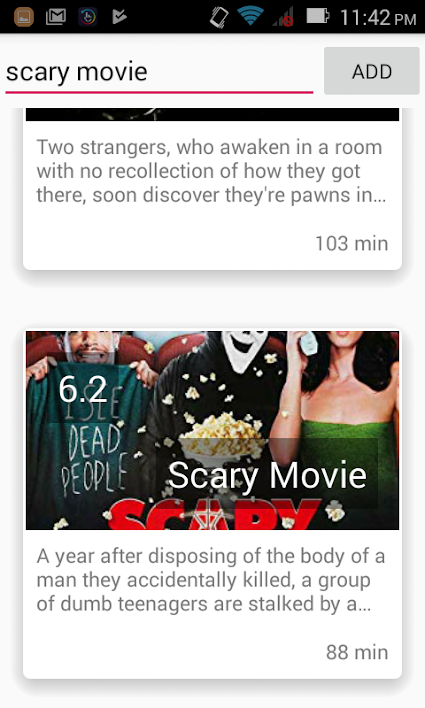 11:42 PM
scary movie
ADD
Two strangers, who awaken in a room
with no recollection of how they got
there, soon discover they're pawns in...
103 min
6.2
I SEE
DEAD
PEOPLE
Scary Movie
SCARY
A year after disposing of the body of a
man they accidentally killed, a group
of dumb teenagers are stalked by a...
88 min